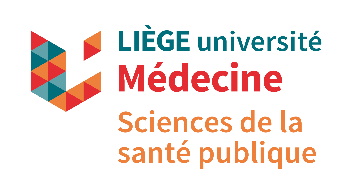 LIÈGE université
Médecine
Sciences de la
santé publique